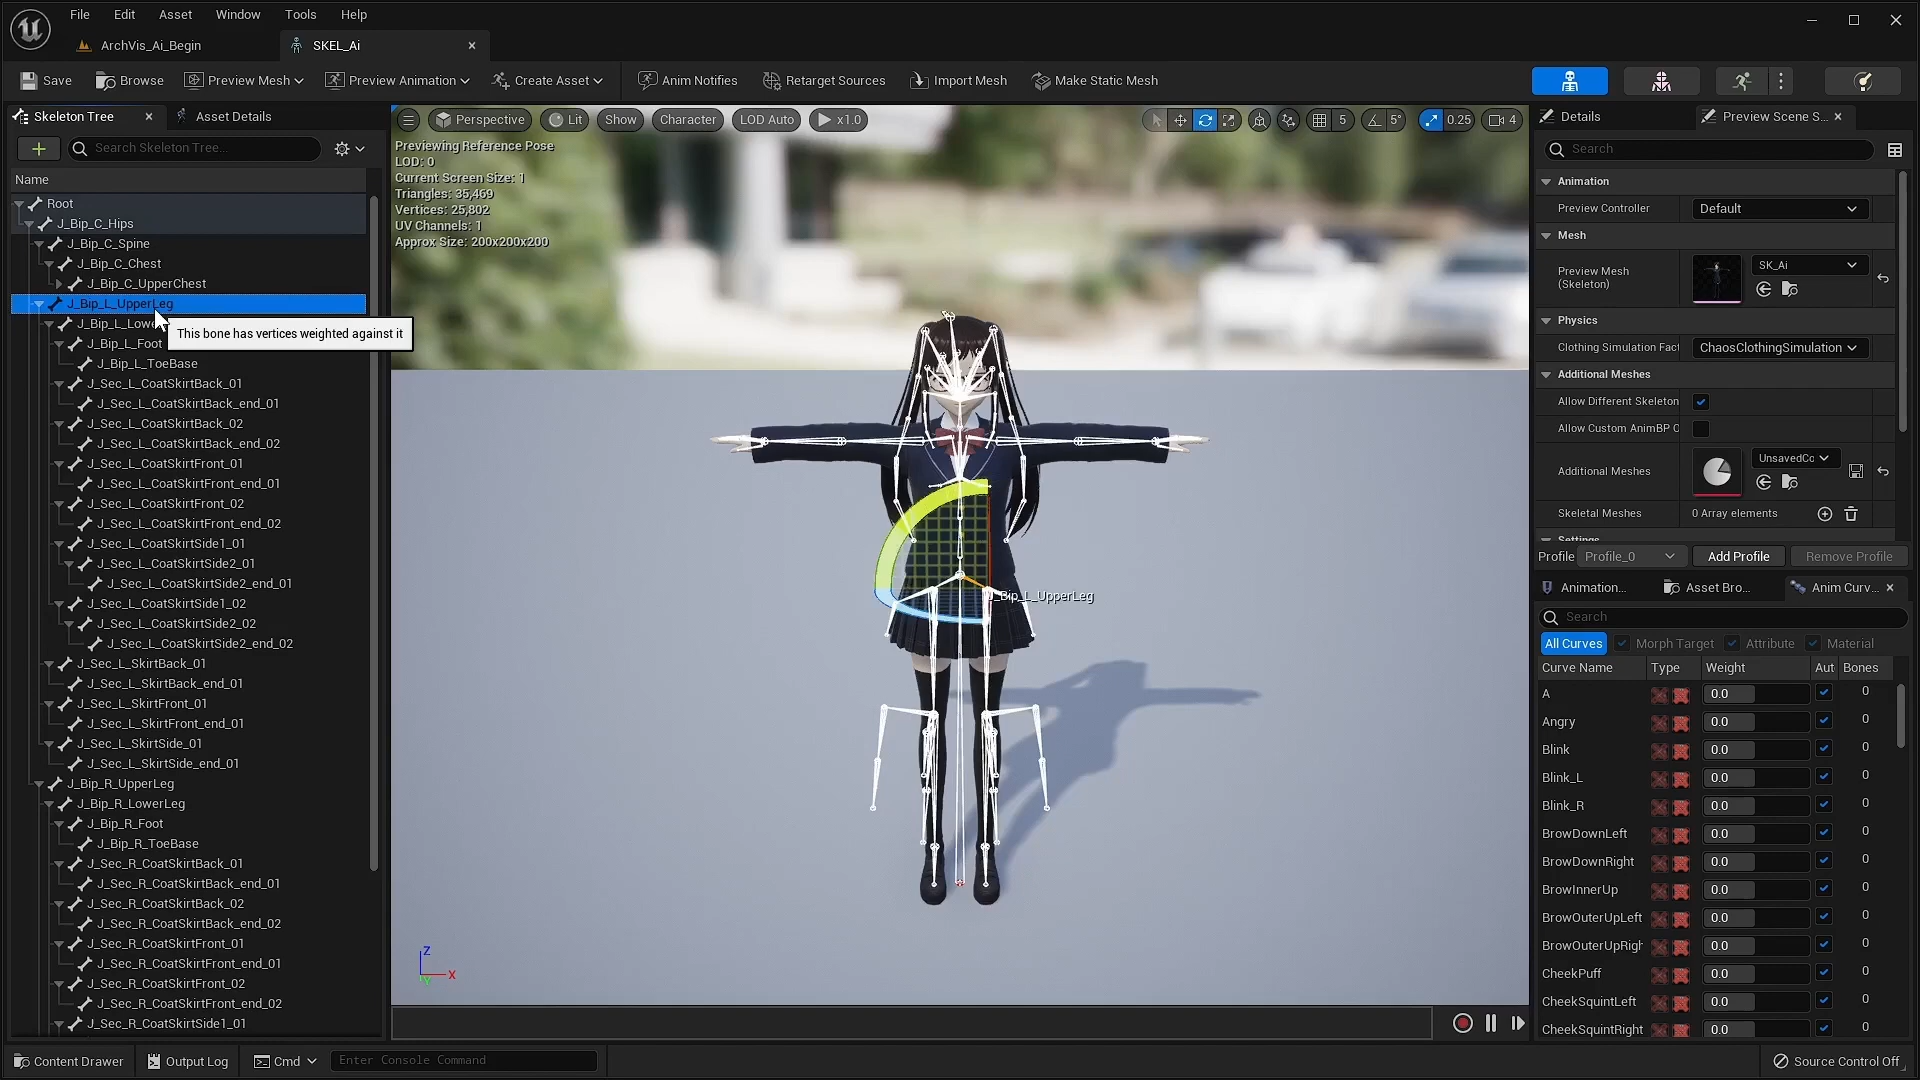 File Edit Asset Window Tools Help
ArchVis_Ai_Begin
SKEL_Ai
Save
Browse
Preview Mesh
Preview Animation
Create Asset
Anim Notifies
Retarget Sources
Import Mesh
Make Static Mesh
Skeleton Tree
Asset Details
Search Skeleton Tree...
Name
Root
J_Bip_C_Hips
J_Bip_C_Spine
J_Bip_C_Chest
J_Bip_C_UpperChest
J_Bip_L_UpperLeg
J_Bip_L_Lowe
This bone has vertices weighted against it
J_Bip_L_Foot
J_Bip_L_ToeBase
J_Sec_L_CoatSkirtBack_01
J_Sec_L_CoatSkirtBack_end_01
J_Sec_L_CoatSkirtBack_02
J_Sec_L_CoatSkirtBack_end_02
J_Sec_L_CoatSkirtFront_01
J_Sec_L_CoatSkirtFront_end_01
J_Sec_L_CoatSkirtFront_02
J_Sec_L_CoatSkirtFront_end_02
J_Sec_L_CoatSkirtSide1_01
J_Sec_L_CoatSkirtSide2_01
J_Sec_L_CoatSkirtSide2_end_01
J_Sec_L_CoatSkirtSide1_02
J_Sec_L_CoatSkirtSide2_02
J_Sec_L_CoatSkirtSide2_end_02
J_Sec_L_SkirtBack_01
J_Sec_L_SkirtBack_end_01
J_Sec_L_SkirtFront_01
J_Sec_L_SkirtFront_end_01
J_Sec_L_SkirtSide_01
J_Sec_L_SkirtSide_end_01
J_Bip_R_UpperLeg
J_Bip_R_LowerLeg
J_Bip_R_Foot
J_Bip_R_ToeBase
J_Sec_R_CoatSkirtBack_01
J_Sec_R_CoatSkirtBack_end_01
J_Sec_R_CoatSkirtBack_02
J_Sec_R_CoatSkirtBack_end_02
J_Sec_R_CoatSkirtFront_01
J_Sec_R_CoatSkirtFront_end_01
J_Sec_R_CoatSkirtFront_02
J_Sec_R_CoatSkirtFront_end_02
J_Sec_R_CoatSkirtSide1_01
Perspective
Lit
Show
Character
LOD Auto
x1.0
5
5°
0.25
4
Previewing Reference Pose
LOD: 0
Current Screen Size: 1
Triangles: 35,469
Vertices: 25,802
UV Channels: 1
Approx Size: 200x200x200
J_Bip_L_UpperLeg
Z
X
Details
Preview Scene S...
Search
Animation
Preview Controller
Default
Mesh
Preview Mesh
(Skeleton)
SK_Ai
Physics
Clothing Simulation Fact
ChaosClothingSimulation
Additional Meshes
Allow Different Skeleton
Allow Custom AnimBP O
Additional Meshes
UnsavedCo
Skeletal Meshes
0 Array elements
Settings
Profile
Profile_0
Add Profile
Remove Profile
Animation...
Asset Bro...
Anim Curv...
Search
All Curves
Morph Target
Attribute
Material
Curve Name Type Weight Aut Bones
A 0.0 0
Angry 0.0 0
Blink 0.0 0
Blink_L 0.0 0
Blink_R 0.0 0
BrowDownLeft 0.0 0
BrowDownRight 0.0 0
BrowInnerUp 0.0 0
BrowOuterUpLeft 0.0 0
BrowOuterUpRigh 0.0 0
CheekPuff 0.0 0
CheekSquintLeft 0.0 0
CheekSquintRight 0.0 0
Content Drawer
Output Log
Cmd
Enter Console Command
Source Control Off